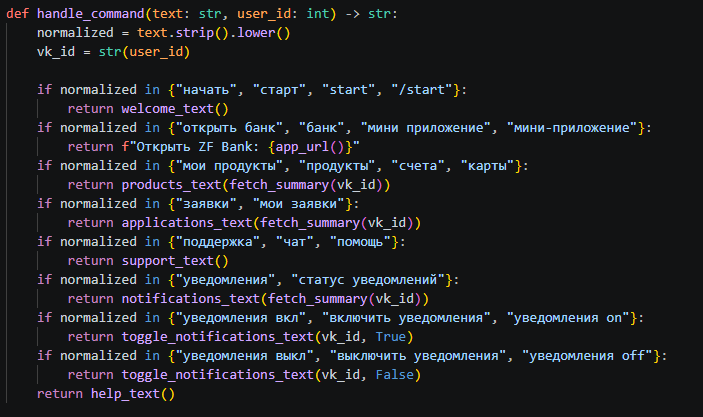 def handle_command(text: str, user_id: int) -> str:
    normalized = text.strip().lower()
    vk_id = str(user_id)

    if normalized in {"начать", "старт", "start", "/start"}:
        return welcome_text()
    if normalized in {"открыть банк", "банк", "мини приложение", "мини-приложение"}:
        return f"Открыть ZF Bank: {app_url()}"
    if normalized in {"мои продукты", "продукты", "счета", "карты"}:
        return products_text(fetch_summary(vk_id))
    if normalized in {"заявки", "мои заявки"}:
        return applications_text(fetch_summary(vk_id))
    if normalized in {"поддержка", "чат", "помощь"}:
        return support_text()
    if normalized in {"уведомления", "статус уведомлений"}:
        return notifications_text(fetch_summary(vk_id))
    if normalized in {"уведомления вкл", "включить уведомления", "уведомления on"}:
        return toggle_notifications_text(vk_id, True)
    if normalized in {"уведомления выкл", "выключить уведомления", "уведомления off"}:
        return toggle_notifications_text(vk_id, False)
    return help_text()